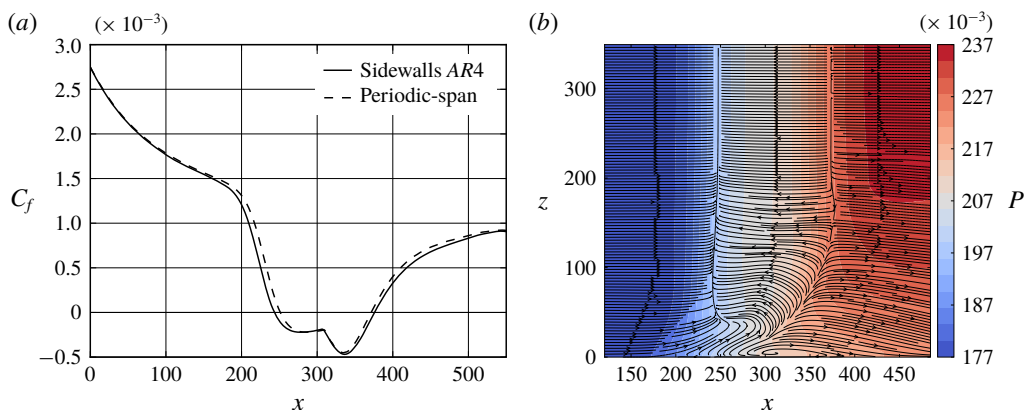 (a) (× 10⁻³)
3.0
2.5
2.0
1.5
1.0
0.5
0
−0.5
C_f
Sidewalls AR4
Periodic-span
0 100 200 300 400 500
x
(b) (× 10⁻³)
300
200
100
0
z
150 200 250 300 350 400 450
x
237
227
217
207
197
187
177
P